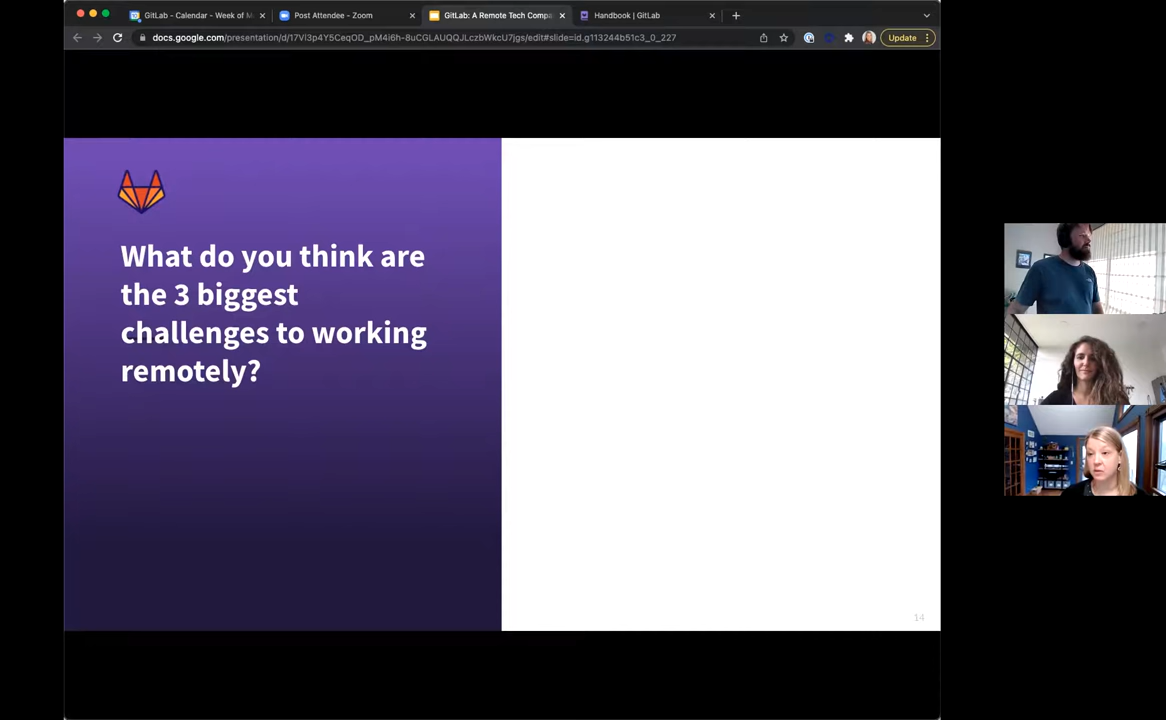 GitLab - Calendar - Week of M
Post Attendee - Zoom
GitLab: A Remote Tech Compa
Handbook | GitLab
docs.google.com/presentation/d/17Vl3p4Y5CeqOD_pM4i6h-8uCGLAUQQJLczbWkcU7jgs/edit#slide=id.g113244b51c3_0_227
Update
What do you think are
the 3 biggest
challenges to working
remotely?
14